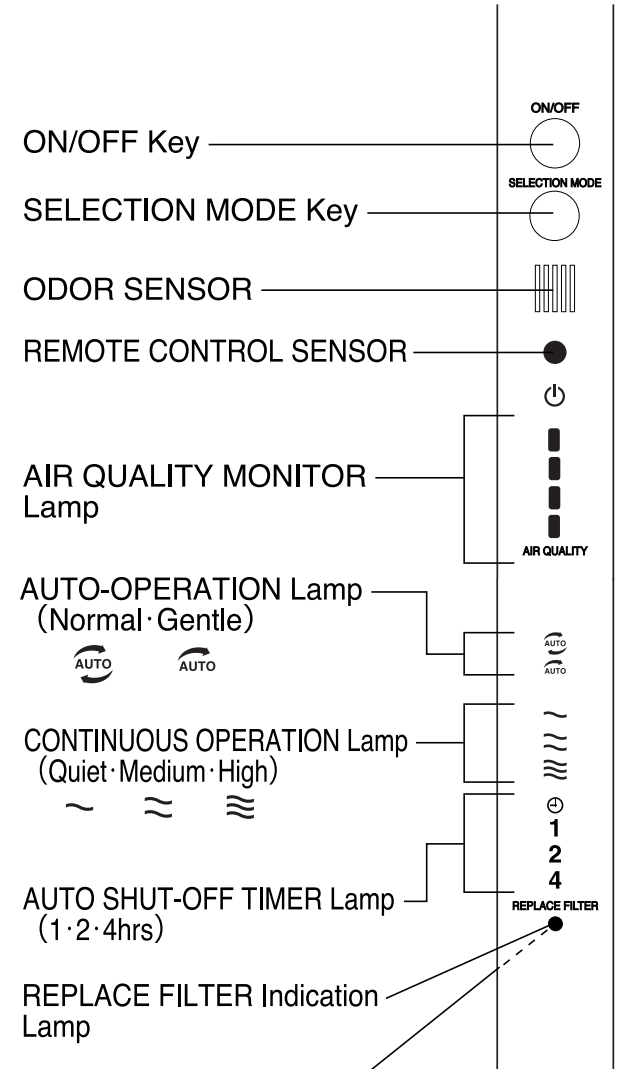 ON/OFF
ON/OFF Key
SELECTION MODE
SELECTION MODE Key
ODOR SENSOR
REMOTE CONTROL SENSOR
AIR QUALITY MONITOR
Lamp
AIR QUALITY
AUTO-OPERATION Lamp
(Normal·Gentle)
AUTO AUTO
AUTO
AUTO
CONTINUOUS OPERATION Lamp
(Quiet·Medium·High)
1
2
4
AUTO SHUT-OFF TIMER Lamp
(1·2·4hrs)
REPLACE FILTER
REPLACE FILTER Indication
Lamp